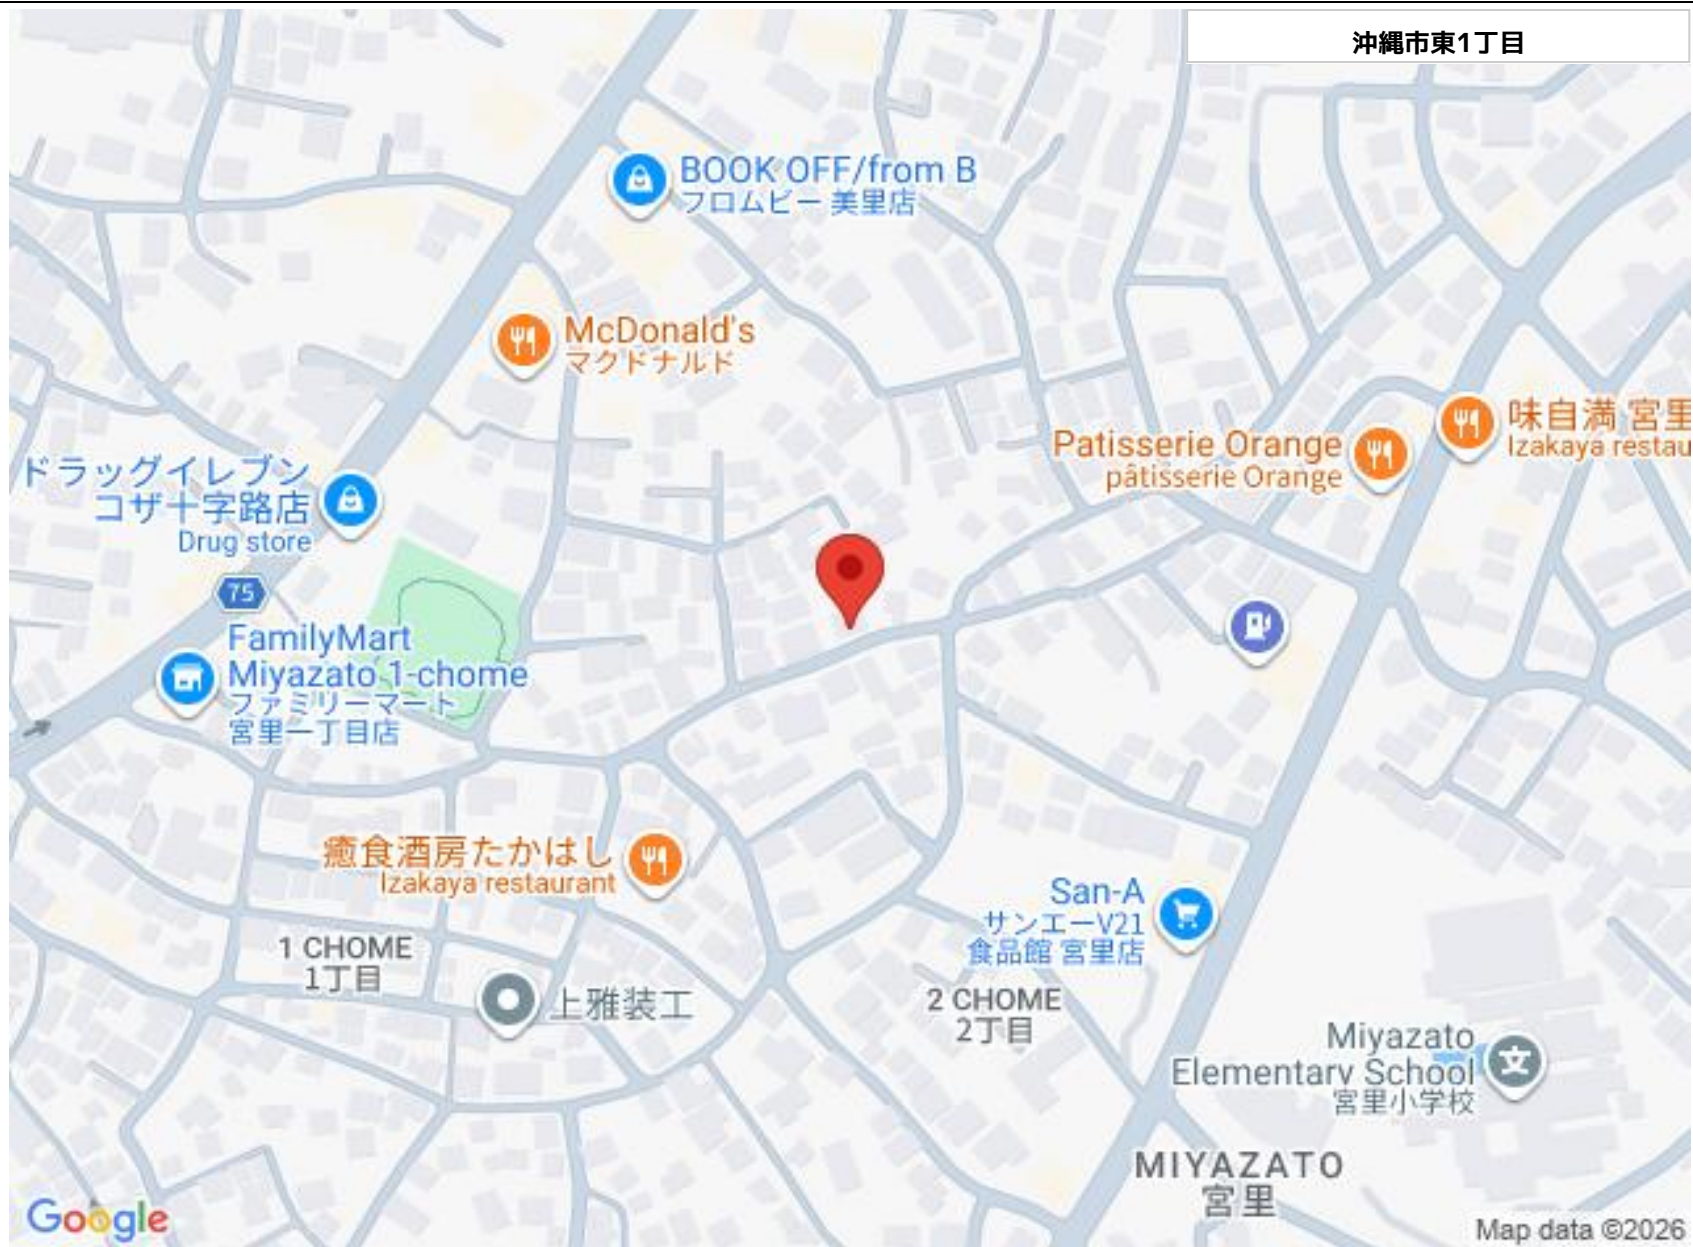 沖縄市東1丁目
BOOK OFF/from B
フロムビー 美里店
McDonald's
マクドナルド
味自満 宮里
Izakaya restau
Patisserie Orange
pâtisserie Orange
ドラッグイレブン
コザ十字路店
Drug store
75
FamilyMart
Miyazato 1-chome
ファミリーマート
宮里一丁目店
癒食酒房たかはし
Izakaya restaurant
San-A
サンエーV21
食品館 宮里店
1 CHOME
1丁目
上雅装工
2 CHOME
2丁目
Miyazato
Elementary School
宮里小学校
文
MIYAZATO
宮里
Google
Map data ©2026